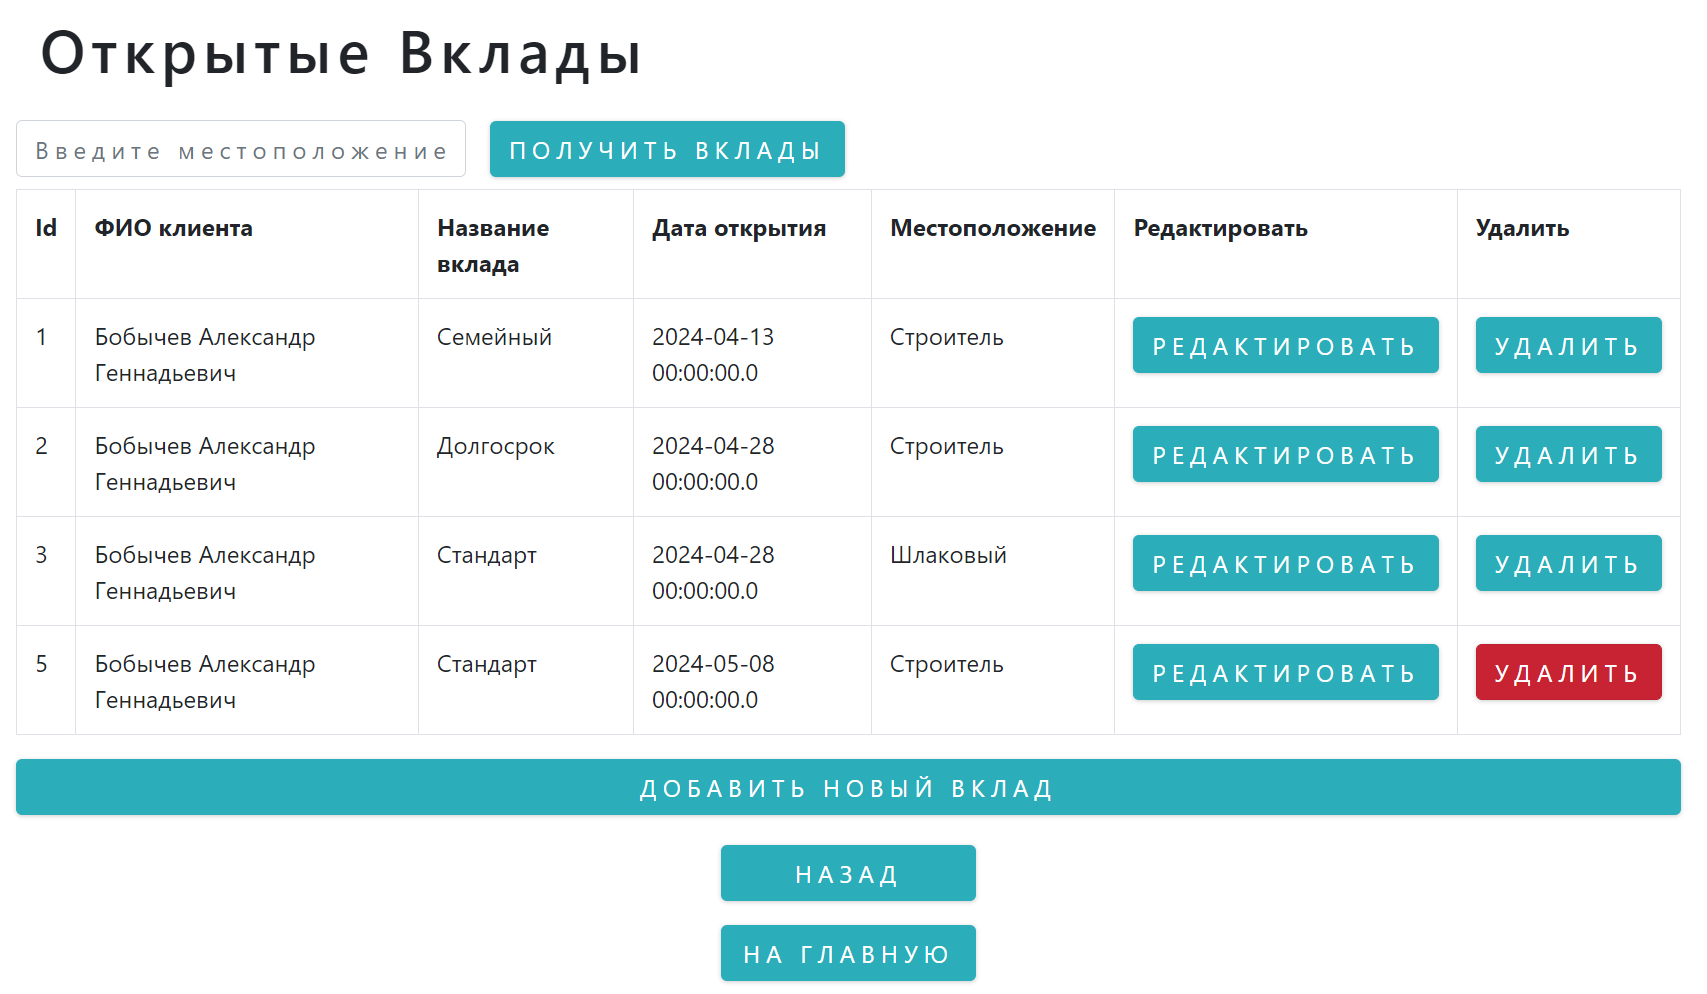 Открытые Вклады
Введите местоположение ПОЛУЧИТЬ ВКЛАДЫ
Id ФИО клиента Название вклада Дата открытия Местоположение Редактировать Удалить
1 Бобычев Александр Геннадьевич Семейный 2024-04-13 00:00:00.0 Строитель РЕДАКТИРОВАТЬ УДАЛИТЬ
2 Бобычев Александр Геннадьевич Долгосрок 2024-04-28 00:00:00.0 Строитель РЕДАКТИРОВАТЬ УДАЛИТЬ
3 Бобычев Александр Геннадьевич Стандарт 2024-04-28 00:00:00.0 Шлаковый РЕДАКТИРОВАТЬ УДАЛИТЬ
5 Бобычев Александр Геннадьевич Стандарт 2024-05-08 00:00:00.0 Строитель РЕДАКТИРОВАТЬ УДАЛИТЬ
ДОБАВИТЬ НОВЫЙ ВКЛАД
НАЗАД
НА ГЛАВНУЮ